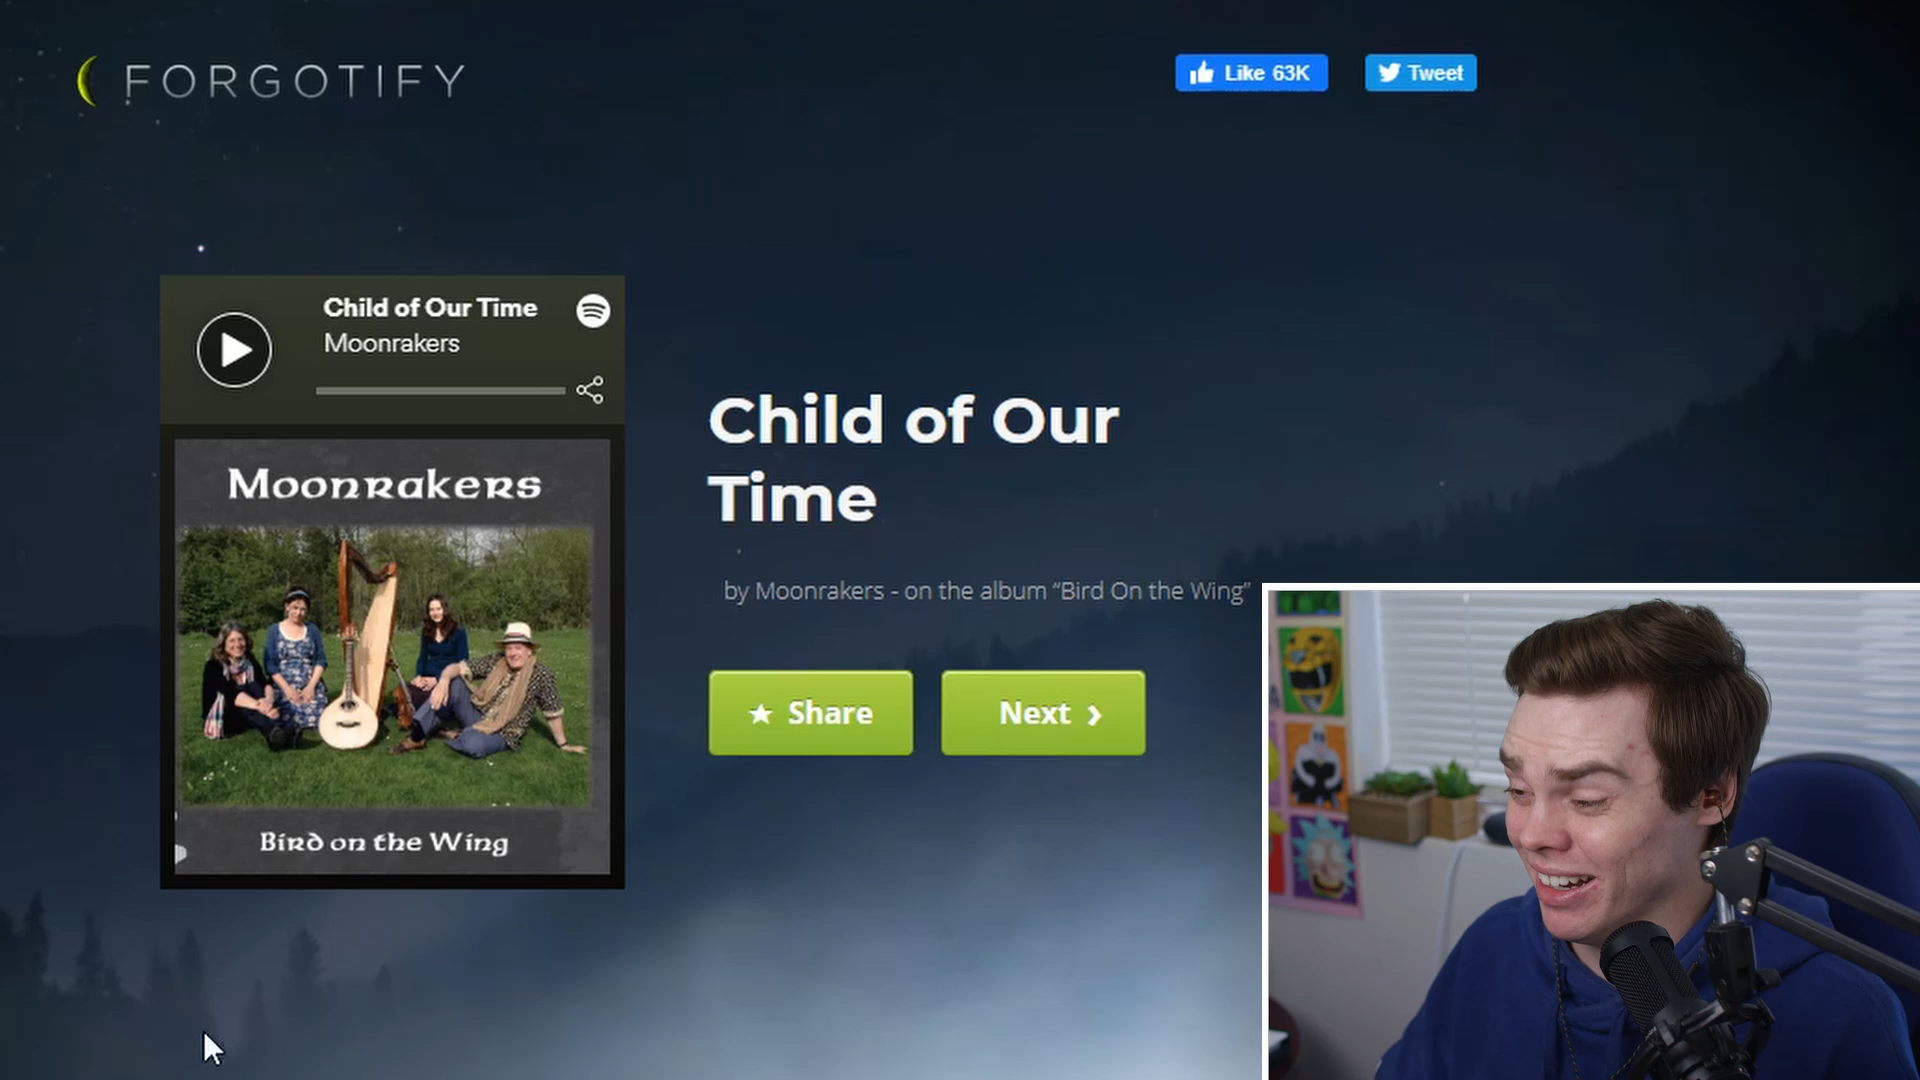 FORGOTIFY
Like 63K
Tweet
Child of Our Time
Moonrakers
Moonrakers
Bird on the Wing
Child of Our
Time
by Moonrakers - on the album “Bird On the Wing”
Share
Next